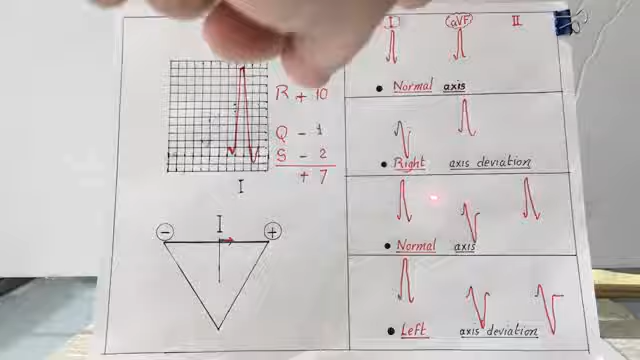 R + 10
Q - 1
S - 2
+ 7
I
I
- +
I aVF II
• Normal axis
• Right axis deviation
• Normal axis
• Left axis deviation